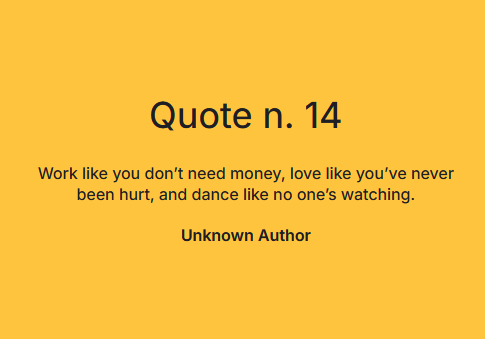 Quote n. 14
Work like you don’t need money, love like you’ve never
been hurt, and dance like no one’s watching.
Unknown Author